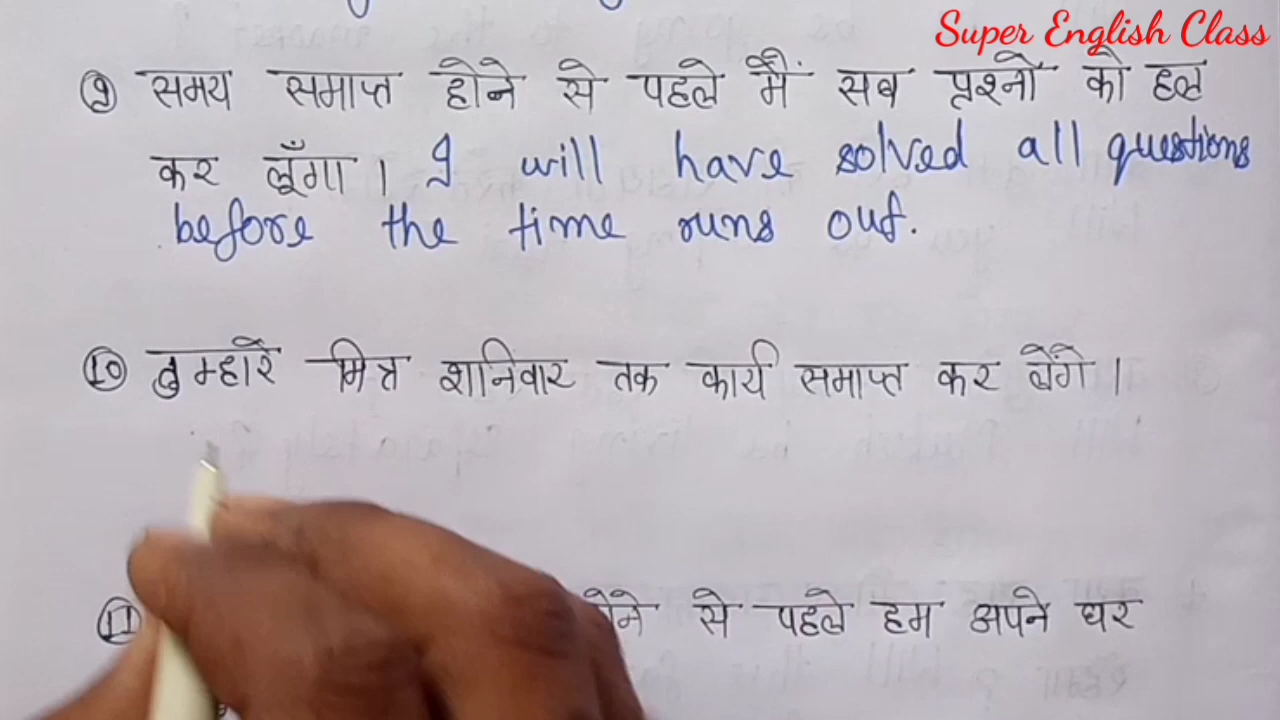 Super English Class
९ समय समाप्त होने से पहले मैं सब प्रश्नों को हल
कर लूँगा। I will have solved all questions
before the time runs out.
10 तुम्हारे मित्र शनिवार तक कार्य समाप्त कर लेंगे।
11 से पहले हम अपने घर